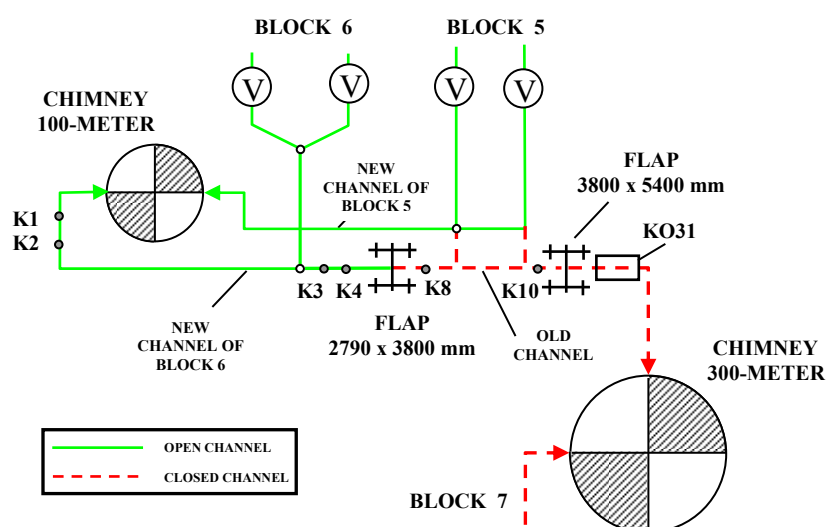 BLOCK 6
BLOCK 5
V
V
V
V
CHIMNEY
100-METER
FLAP
3800 x 5400 mm
NEW
CHANNEL OF
BLOCK 5
K1
K2
KO31
K3
K4
K8
K10
NEW
CHANNEL OF
BLOCK 6
FLAP
2790 x 3800 mm
OLD
CHANNEL
CHIMNEY
300-METER
OPEN CHANNEL
CLOSED CHANNEL
BLOCK 7